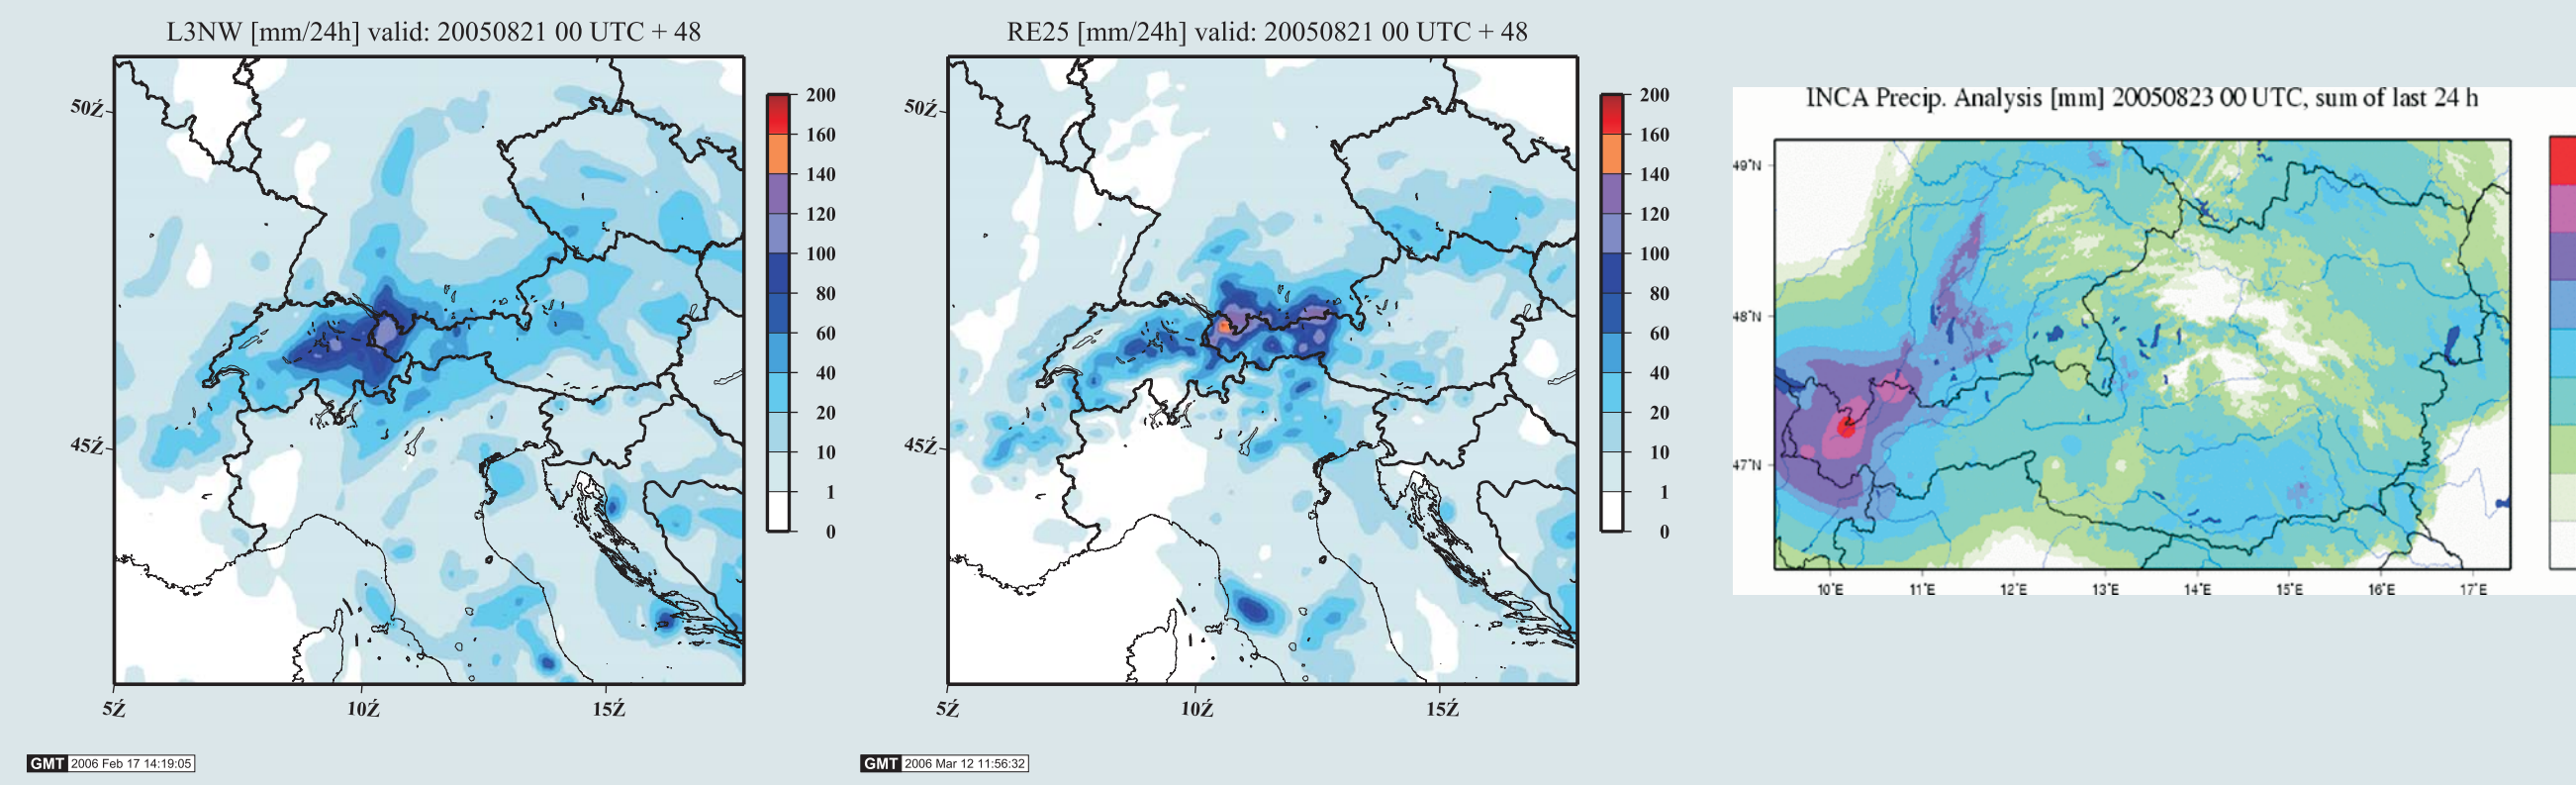 L3NW [mm/24h] valid: 20050821 00 UTC + 48
50Ź
45Ź
5Ź
10Ź
15Ź
200
160
140
120
100
80
60
40
20
10
1
0
GMT 2006 Feb 17 14:19:05
RE25 [mm/24h] valid: 20050821 00 UTC + 48
50Ź
45Ź
5Ź
10Ź
15Ź
200
160
140
120
100
80
60
40
20
10
1
0
GMT 2006 Mar 12 11:56:32
INCA Precip. Analysis [mm] 20050823 00 UTC, sum of last 24 h
49°N
48°N
47°N
10°E
11°E
12°E
13°E
14°E
15°E
16°E
17°E